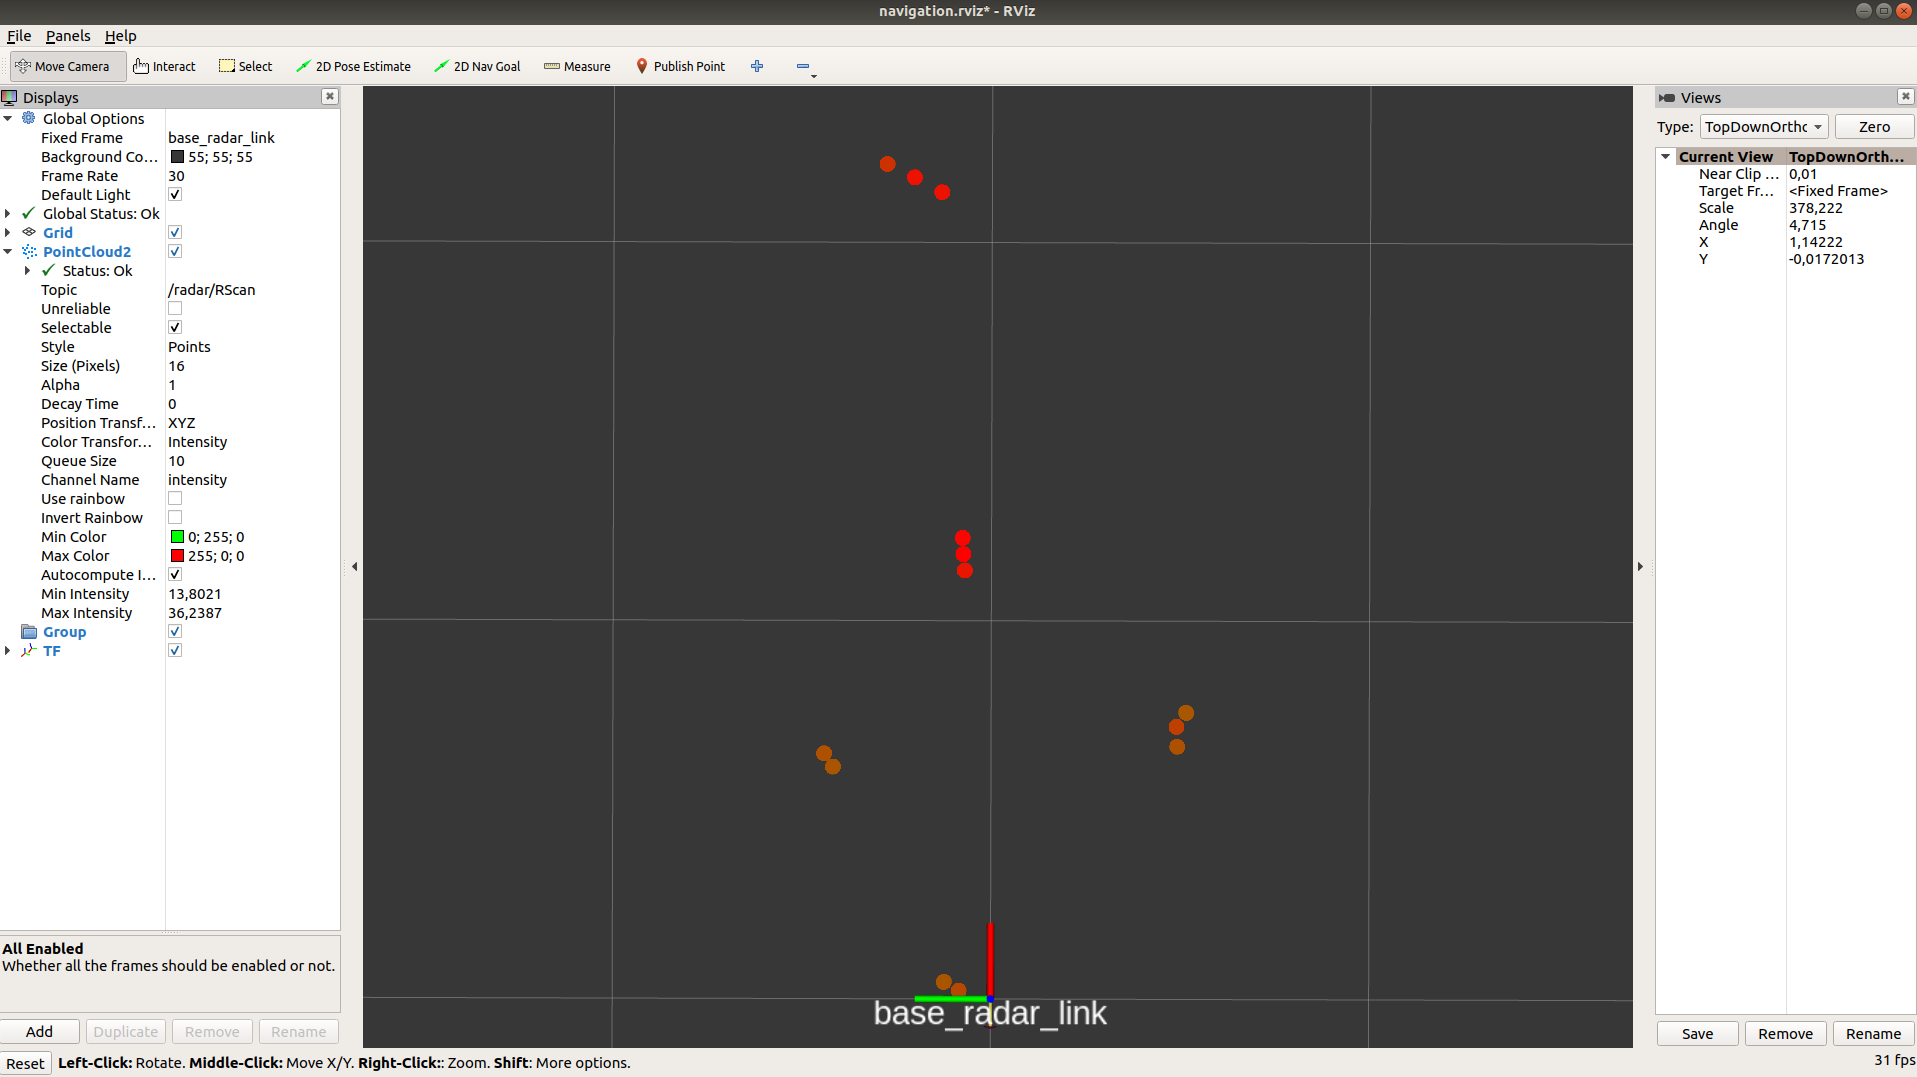 navigation.rviz* - RViz
File Panels Help
Move Camera Interact Select 2D Pose Estimate 2D Nav Goal Measure Publish Point
Displays
Global Options
Fixed Frame base_radar_link
Background Co... 55; 55; 55
Frame Rate 30
Default Light
Global Status: Ok
Grid
PointCloud2
Status: Ok
Topic /radar/RScan
Unreliable
Selectable
Style Points
Size (Pixels) 16
Alpha 1
Decay Time 0
Position Transf... XYZ
Color Transfor... Intensity
Queue Size 10
Channel Name intensity
Use rainbow
Invert Rainbow
Min Color 0; 255; 0
Max Color 255; 0; 0
Autocompute I...
Min Intensity 13,8021
Max Intensity 36,2387
Group
TF
All Enabled
Whether all the frames should be enabled or not.
Add Duplicate Remove Rename
base_radar_link
Views
Type: TopDownOrthc Zero
Current View TopDownOrth...
Near Clip ... 0,01
Target Fr... <Fixed Frame>
Scale 378,222
Angle 4,715
X 1,14222
Y -0,0172013
Save Remove Rename
Reset Left-Click: Rotate. Middle-Click: Move X/Y. Right-Click:: Zoom. Shift: More options.
31 fps